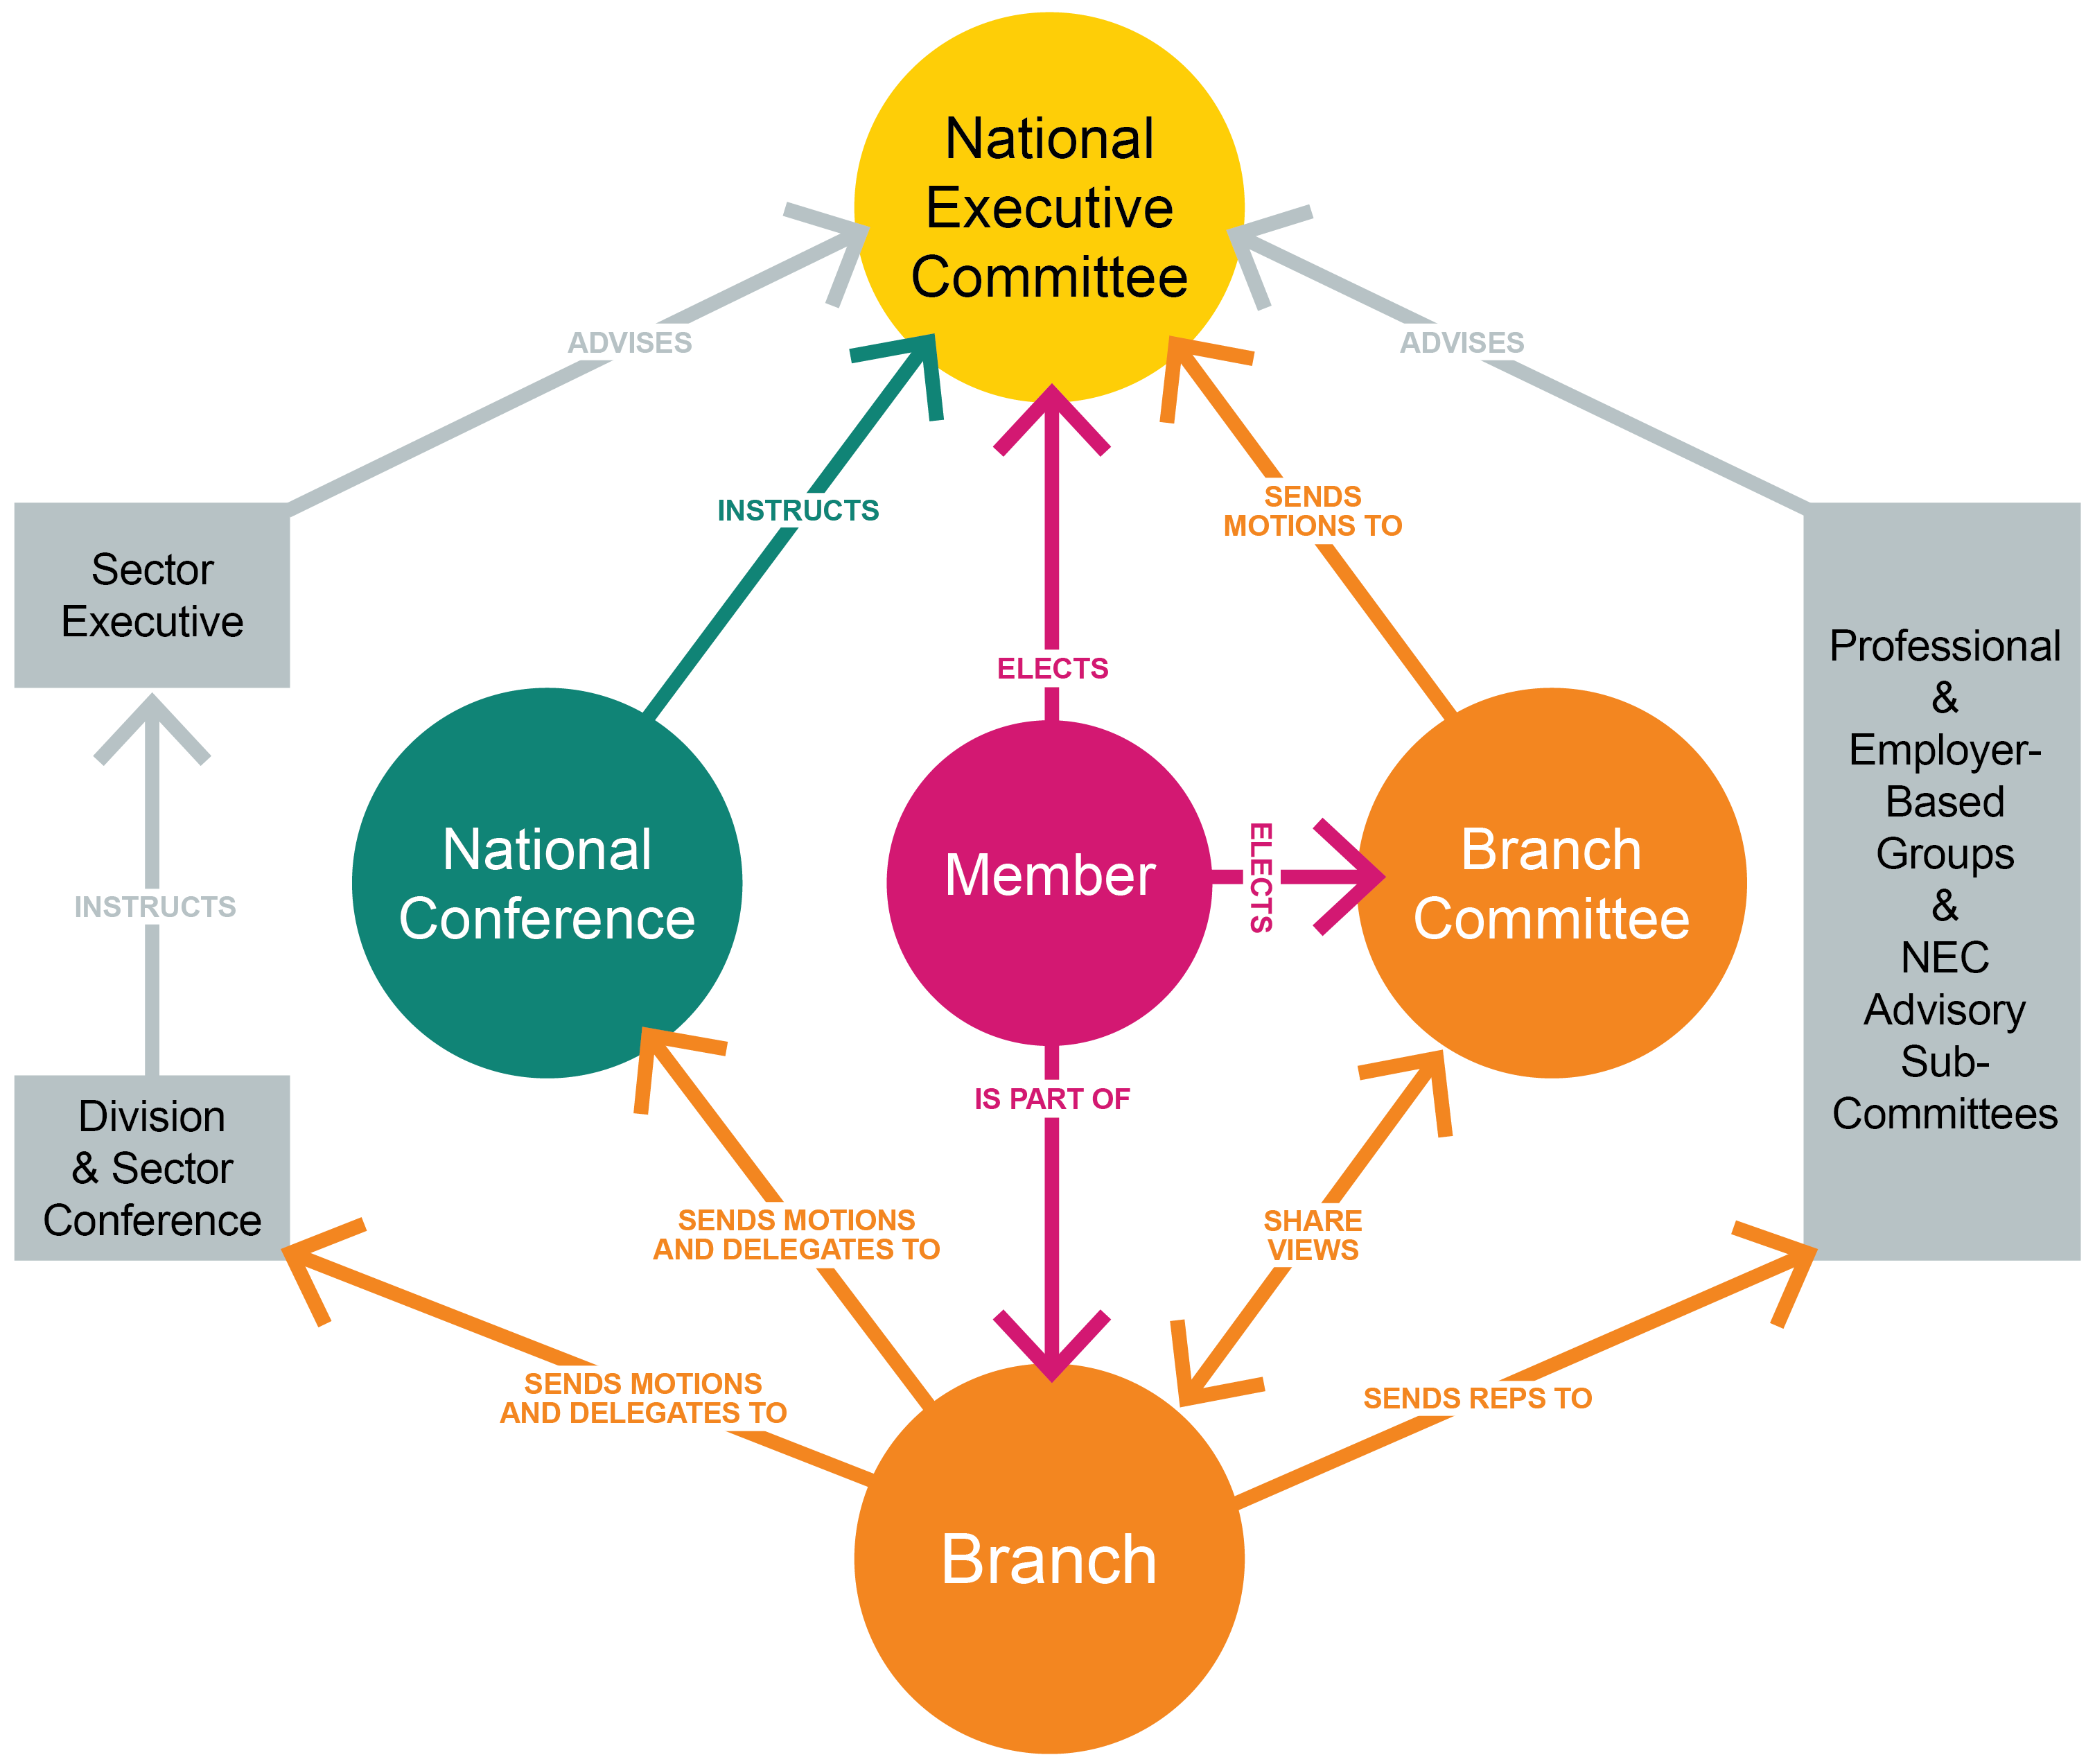 National
Executive
Committee
ADVISES
ADVISES
INSTRUCTS
SENDS
MOTIONS TO
Sector
Executive
ELECTS
Professional
&
Employer-
Based
Groups
&
NEC
Advisory
Sub-
Committees
National
Conference
Member
ELECTS
Branch
Committee
INSTRUCTS
IS PART OF
Division
& Sector
Conference
SENDS MOTIONS
AND DELEGATES TO
SHARE
VIEWS
SENDS MOTIONS
AND DELEGATES TO
SENDS REPS TO
Branch